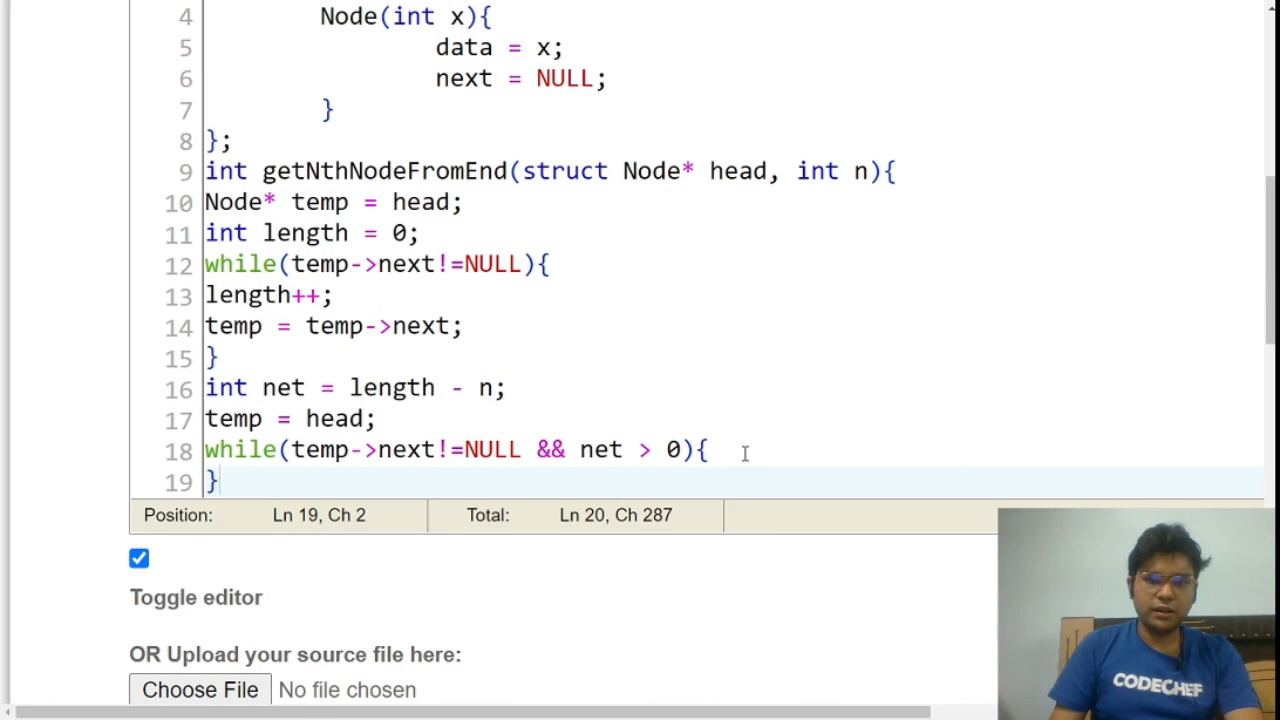 4 Node(int x){
5 data = x;
6 next = NULL;
7 }
8 };
9 int getNthNodeFromEnd(struct Node* head, int n){
10 Node* temp = head;
11 int length = 0;
12 while(temp->next!=NULL){
13 length++;
14 temp = temp->next;
15 }
16 int net = length - n;
17 temp = head;
18 while(temp->next!=NULL && net > 0){
19 }
Position: Ln 19, Ch 2 Total: Ln 20, Ch 287
Toggle editor
OR Upload your source file here:
Choose File No file chosen
CODECHEF